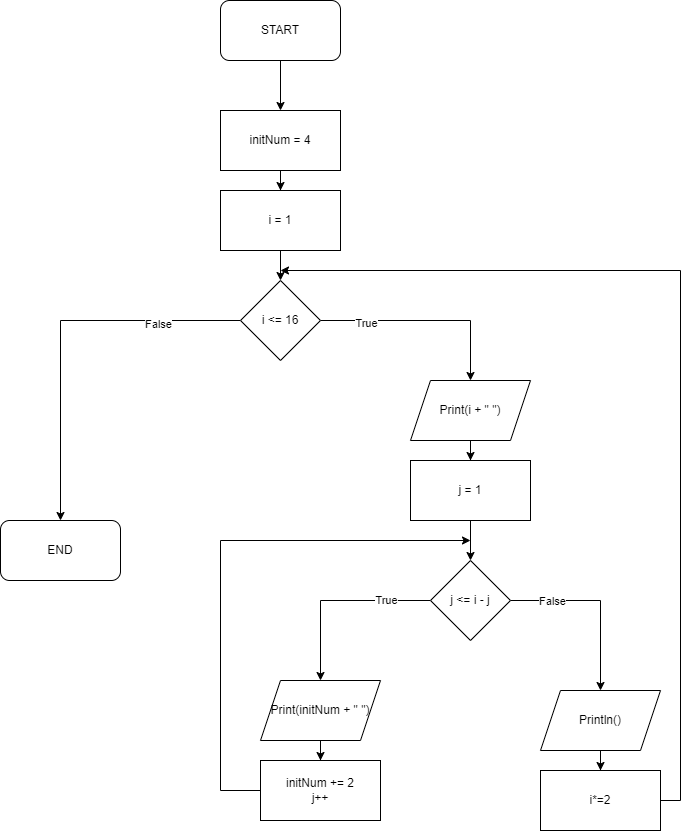 START
initNum = 4
i = 1
i <= 16
False
True
Print(i + " ")
j = 1
END
j <= i - j
True
False
Print(initNum + " ")
Println()
initNum += 2
j++
i*=2